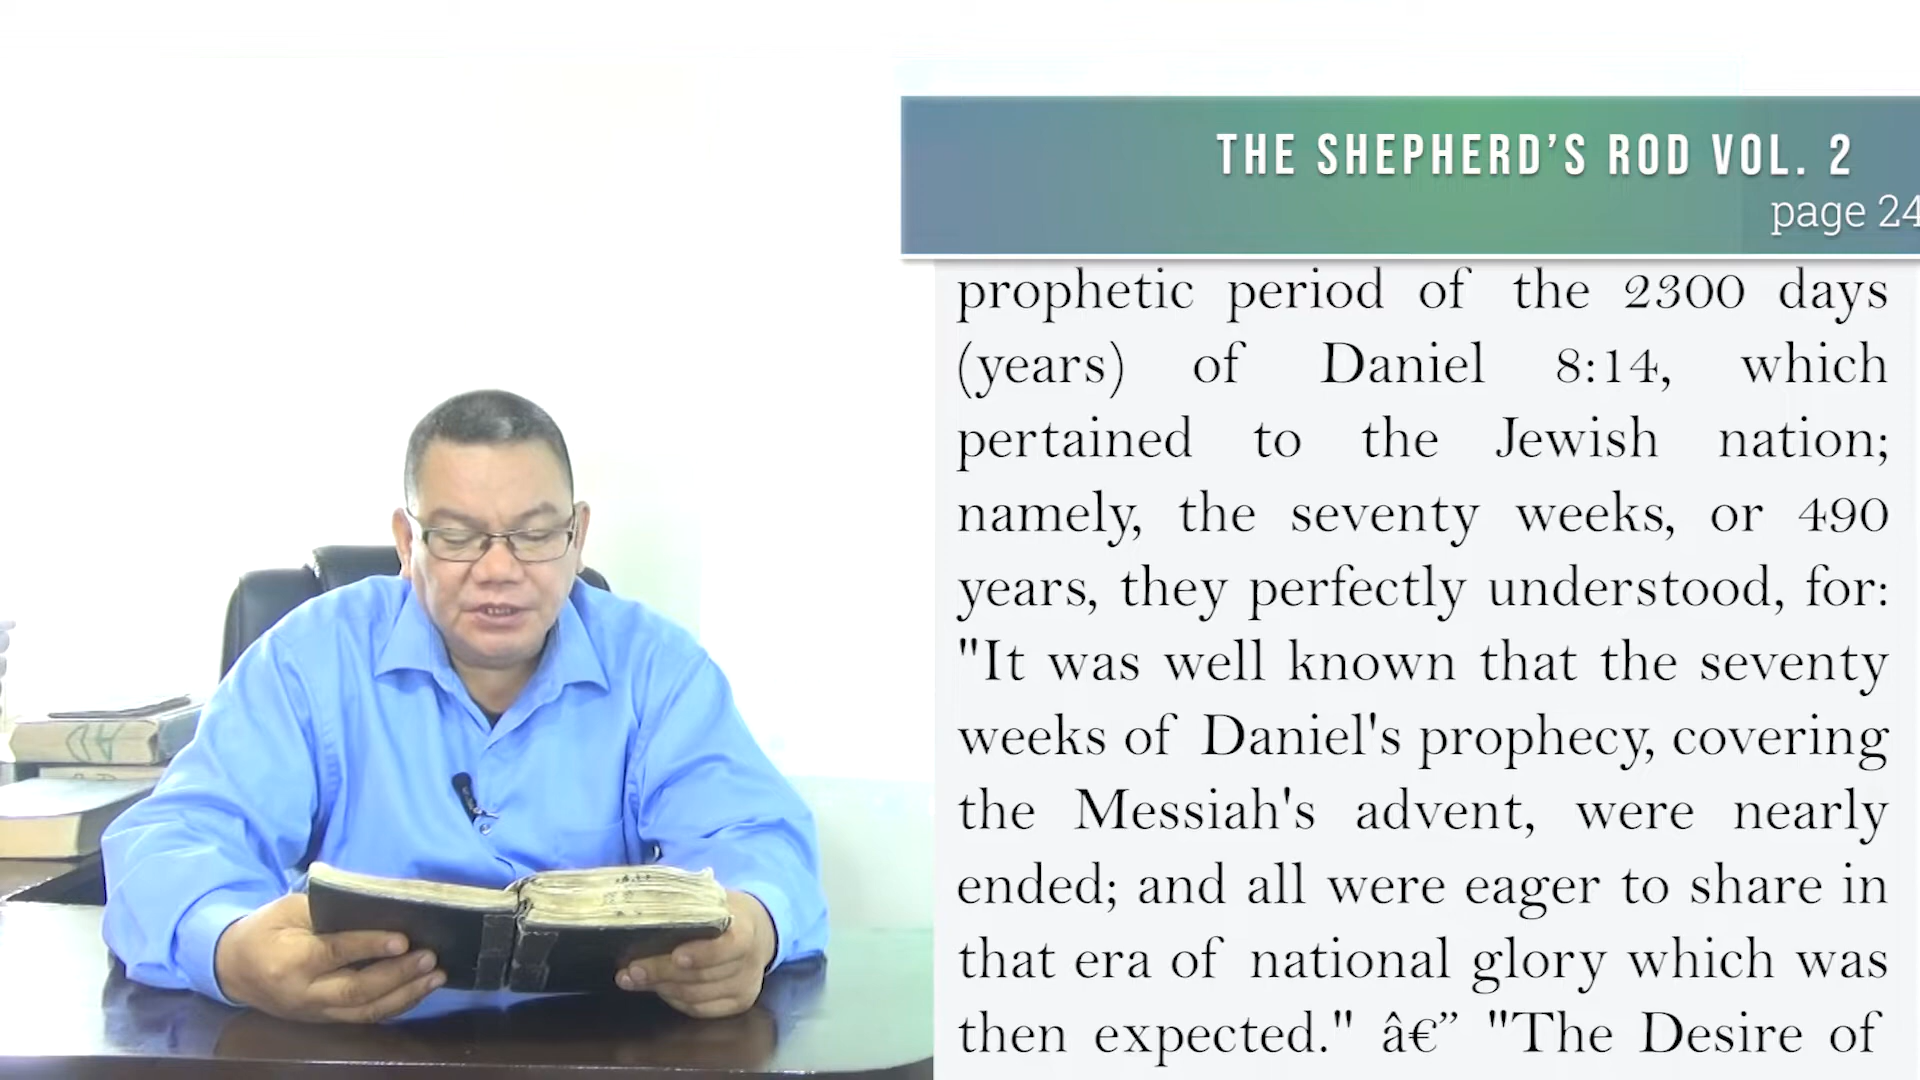 THE SHEPHERD’S ROD VOL. 2
page 24
prophetic period of the 2300 days
(years) of Daniel 8:14, which
pertained to the Jewish nation;
namely, the seventy weeks, or 490
years, they perfectly understood, for:
"It was well known that the seventy
weeks of Daniel's prophecy, covering
the Messiah's advent, were nearly
ended; and all were eager to share in
that era of national glory which was
then expected." â€” "The Desire of